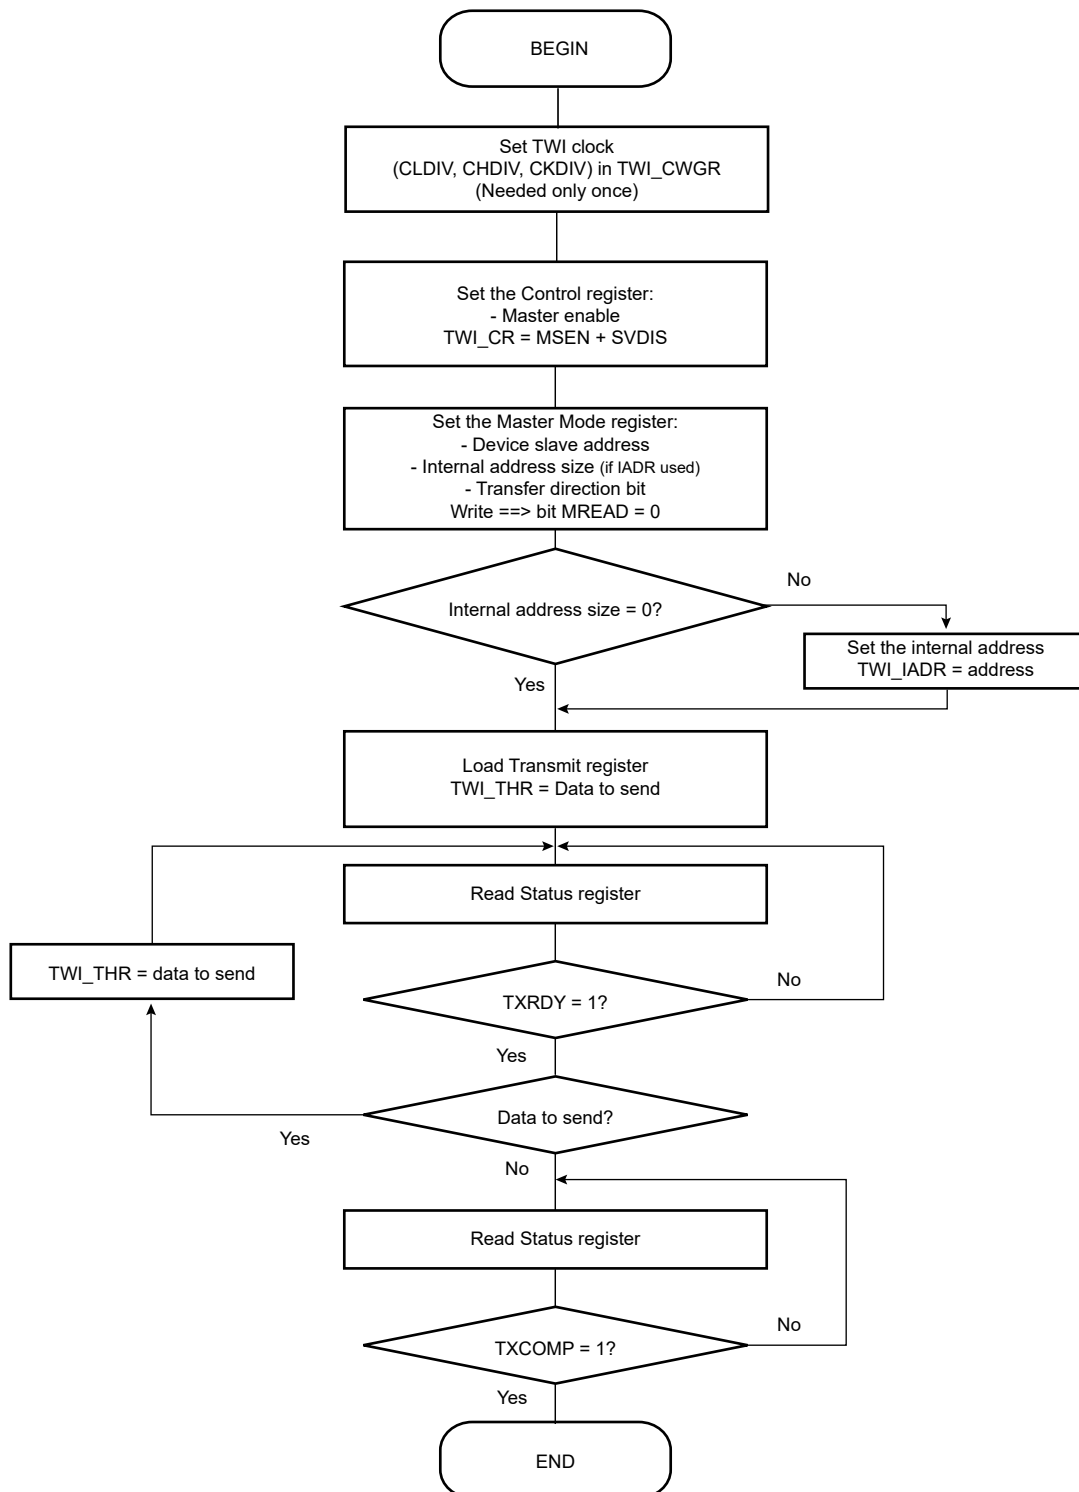 BEGIN
Set TWI clock
(CLDIV, CHDIV, CKDIV) in TWI_CWGR
(Needed only once)
Set the Control register:
- Master enable
TWI_CR = MSEN + SVDIS
Set the Master Mode register:
- Device slave address
- Internal address size (if IADR used)
- Transfer direction bit
Write ==> bit MREAD = 0
No
Internal address size = 0?
Set the internal address
TWI_IADR = address
Yes
Load Transmit register
TWI_THR = Data to send
Read Status register
TWI_THR = data to send
No
TXRDY = 1?
Yes
Data to send?
Yes
No
Read Status register
No
TXCOMP = 1?
Yes
END